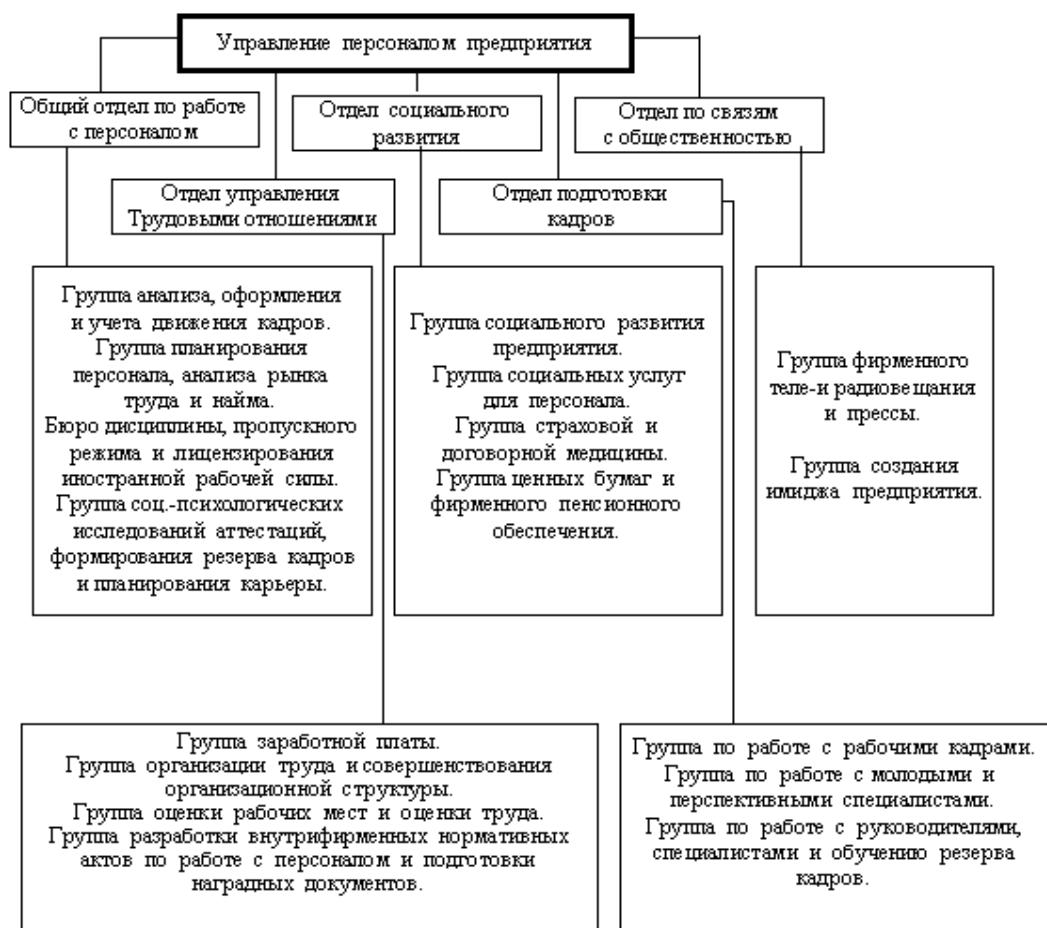 Управление персоналом предприятия
Общий отдел по работе
с персоналом
Отдел социального
развития
Отдел по связям
с общественностью
Отдел управления
Трудовыми отношениями
Отдел подготовки
кадров
Группа анализа, оформления
и учета движения кадров.
Группа планирования
персонала, анализа рынка
труда и найма.
Бюро дисциплины, пропускного
режима и лицензирования
иностранной рабочей силы.
Группа соц.-психологических
исследований аттестаций,
формирования резерва кадров
и планирования карьеры.
Группа социального развития
предприятия.
Группа социальных услуг
для персонала.
Группа страховой и
договорной медицины.
Группа ценных бумаг и
фирменного пенсионного
обеспечения.
Группа фирменного
теле-и радиовещания
и прессы.
Группа создания
имиджа предприятия.
Группа заработной платы.
Группа организации труда и совершенствования
организационной структуры.
Группа оценки рабочих мест и оценки труда.
Группа разработки внутрифирменных нормативных
актов по работе с персоналом и подготовки
наградных документов.
Группа по работе с рабочими кадрами.
Группа по работе с молодыми и
перспективными специалистами.
Группа по работе с руководителями,
специалистами и обучению резерва
кадров.